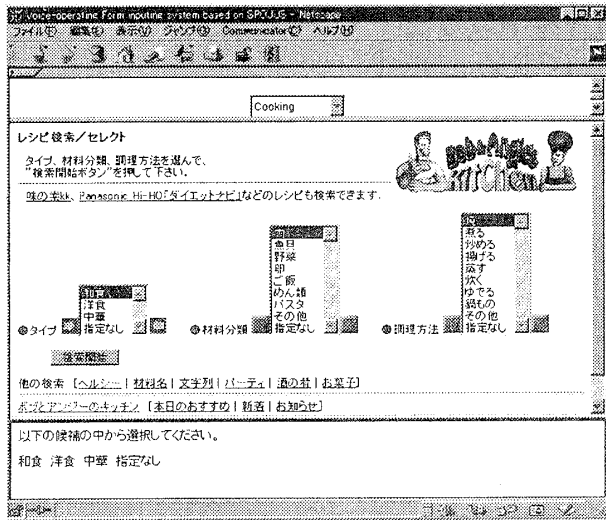 Voice-operating Form inputing system based on SPOJUS - Netscape
ファイル(F) 編集(E) 表示(V) ジャンプ(G) Communicator(C) ヘルプ(H)
Cooking
レシピ検索/セレクト
タイプ、材料分類、調理方法を選んで、
"検索開始ボタン"を押して下さい。
味の素kk、Panasonic Hi-HO「ダイエットナビ」などのレシピも検索できます.
Bob&Angie's
kitchen
タイプ
和食
洋食
中華
指定なし
材料分類
魚貝
野菜
卵
ご飯
めん類
パスタ
その他
指定なし
調理方法
煮る
炒める
揚げる
蒸す
炊く
ゆでる
鍋もの
その他
指定なし
検索開始
他の検索 [ヘルシー | 材料名 | 文字列 | パーティ | 酒の肴 | お菓子]
ボブとアンジーのキッチン [本日のおすすめ | 新着 | お知らせ]
以下の候補の中から選択してください。
和食 洋食 中華 指定なし